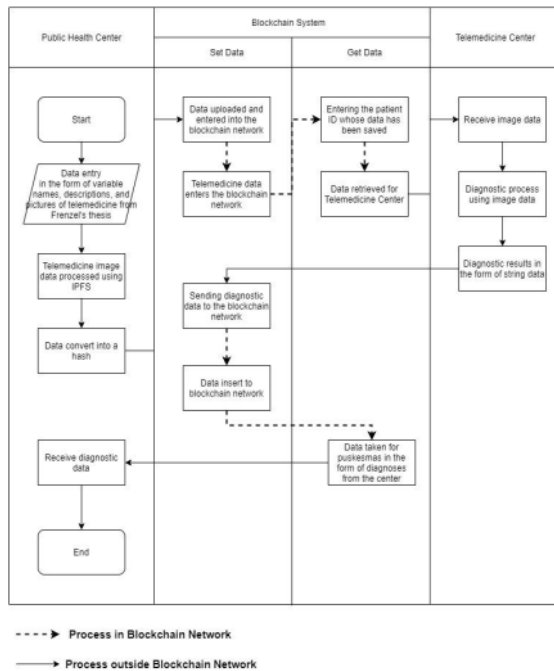 Public Health Center
Blockchain System
Set Data
Get Data
Telemedicine Center
Start
Data entry
in the form of variable
names, descriptions, and
pictures of telemedicine from
Frenzel's thesis
Telemedicine image
data processed using
IPFS
Data convert into a
hash
Data uploaded and
entered into the
blockchain network
Telemedicine data
enters the blockchain
network
Entering the patient
ID whose data has
been saved
Data retrieved for
Telemedicine Center
Receive image data
Diagnostic process
using image data
Diagnostic results in
the form of string data
Sending diagnostic
data to the blockchain
network
Data insert to
blockchain network
Data taken for
puskesmas in the
form of diagnoses
from the center
Receive diagnostic
data
End
Process in Blockchain Network
Process outside Blockchain Network